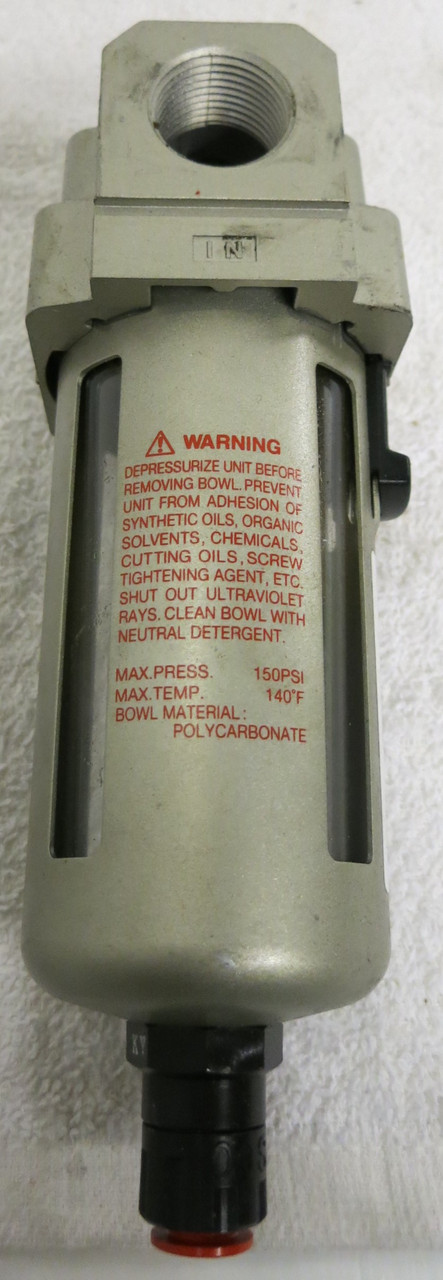 IN
WARNING
DEPRESSURIZE UNIT BEFORE
REMOVING BOWL. PREVENT
UNIT FROM ADHESION OF
SYNTHETIC OILS, ORGANIC
SOLVENTS, CHEMICALS,
CUTTING OILS, SCREW
TIGHTENING AGENT, ETC.
SHUT OUT ULTRAVIOLET
RAYS. CLEAN BOWL WITH
NEUTRAL DETERGENT.
MAX.PRESS. 150PSI
MAX.TEMP. 140°F
BOWL MATERIAL:
POLYCARBONATE